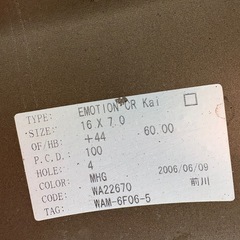 TYPE: EMOTION CR Kai □
SIZE: 16 X 7.0
OF/HB: +44 60.00
P.C.D: 100
HOLE: 4 2006/06/09
COLOR: MHG 前川
CODE: WA22670
TAG: WAM-6F06-5